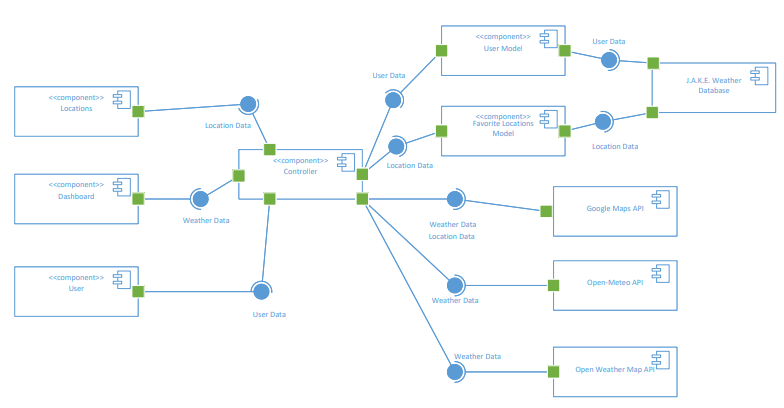 <<component>>
Locations
Location Data
<<component>>
Dashboard
Weather Data
<<component>>
User
User Data
<<component>>
Controller
User Data
Location Data
<<component>>
User Model
<<component>>
Favorite Locations
Model
User Data
Location Data
J.A.K.E. Weather
Database
Weather Data
Location Data
Google Maps API
Weather Data
Open-Meteo API
Weather Data
Open Weather Map API